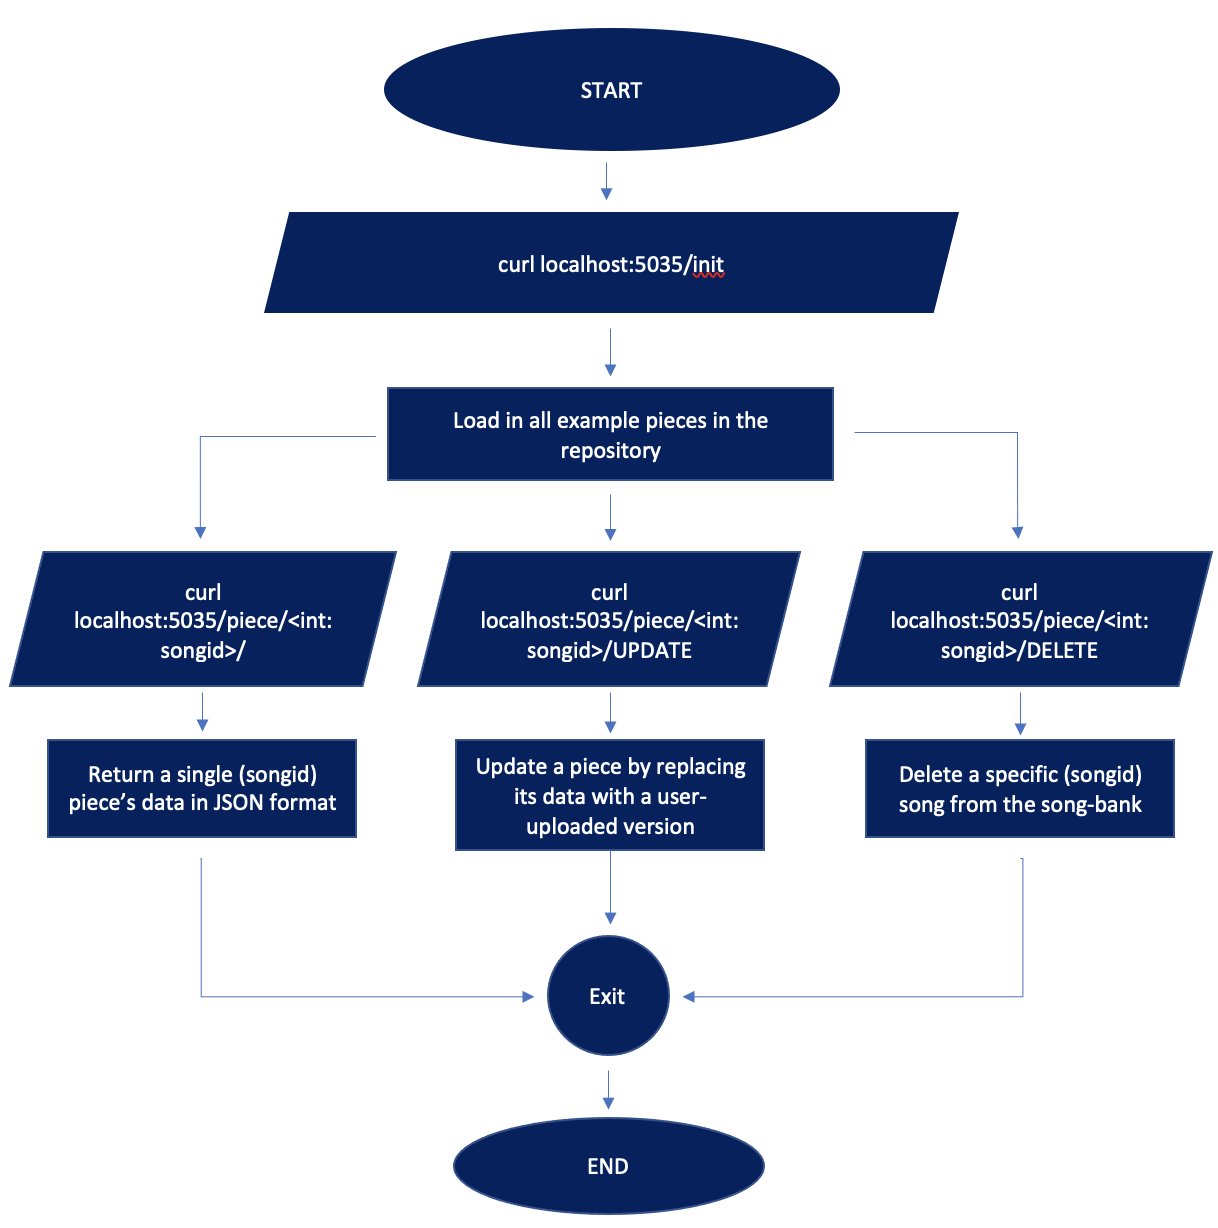 START
curl localhost:5035/init
Load in all example pieces in the
repository
curl
localhost:5035/piece/<int:
songid>/
curl
localhost:5035/piece/<int:
songid>/UPDATE
curl
localhost:5035/piece/<int:
songid>/DELETE
Return a single (songid)
piece’s data in JSON format
Update a piece by replacing
its data with a user-
uploaded version
Delete a specific (songid)
song from the song-bank
Exit
END